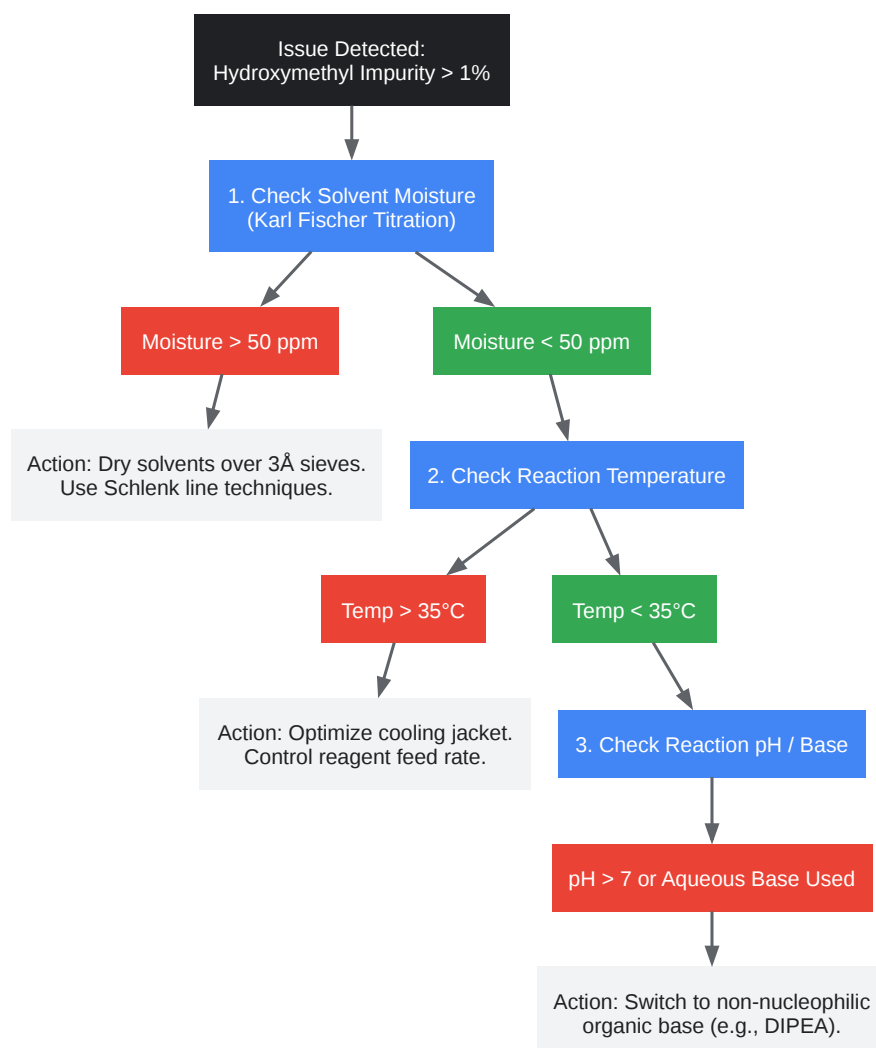 Issue Detected:
Hydroxymethyl Impurity > 1%
1. Check Solvent Moisture
(Karl Fischer Titration)
Moisture > 50 ppm
Moisture < 50 ppm
Action: Dry solvents over 3Å sieves.
Use Schlenk line techniques.
2. Check Reaction Temperature
Temp > 35°C
Temp < 35°C
Action: Optimize cooling jacket.
Control reagent feed rate.
3. Check Reaction pH / Base
pH > 7 or Aqueous Base Used
Action: Switch to non-nucleophilic
organic base (e.g., DIPEA).